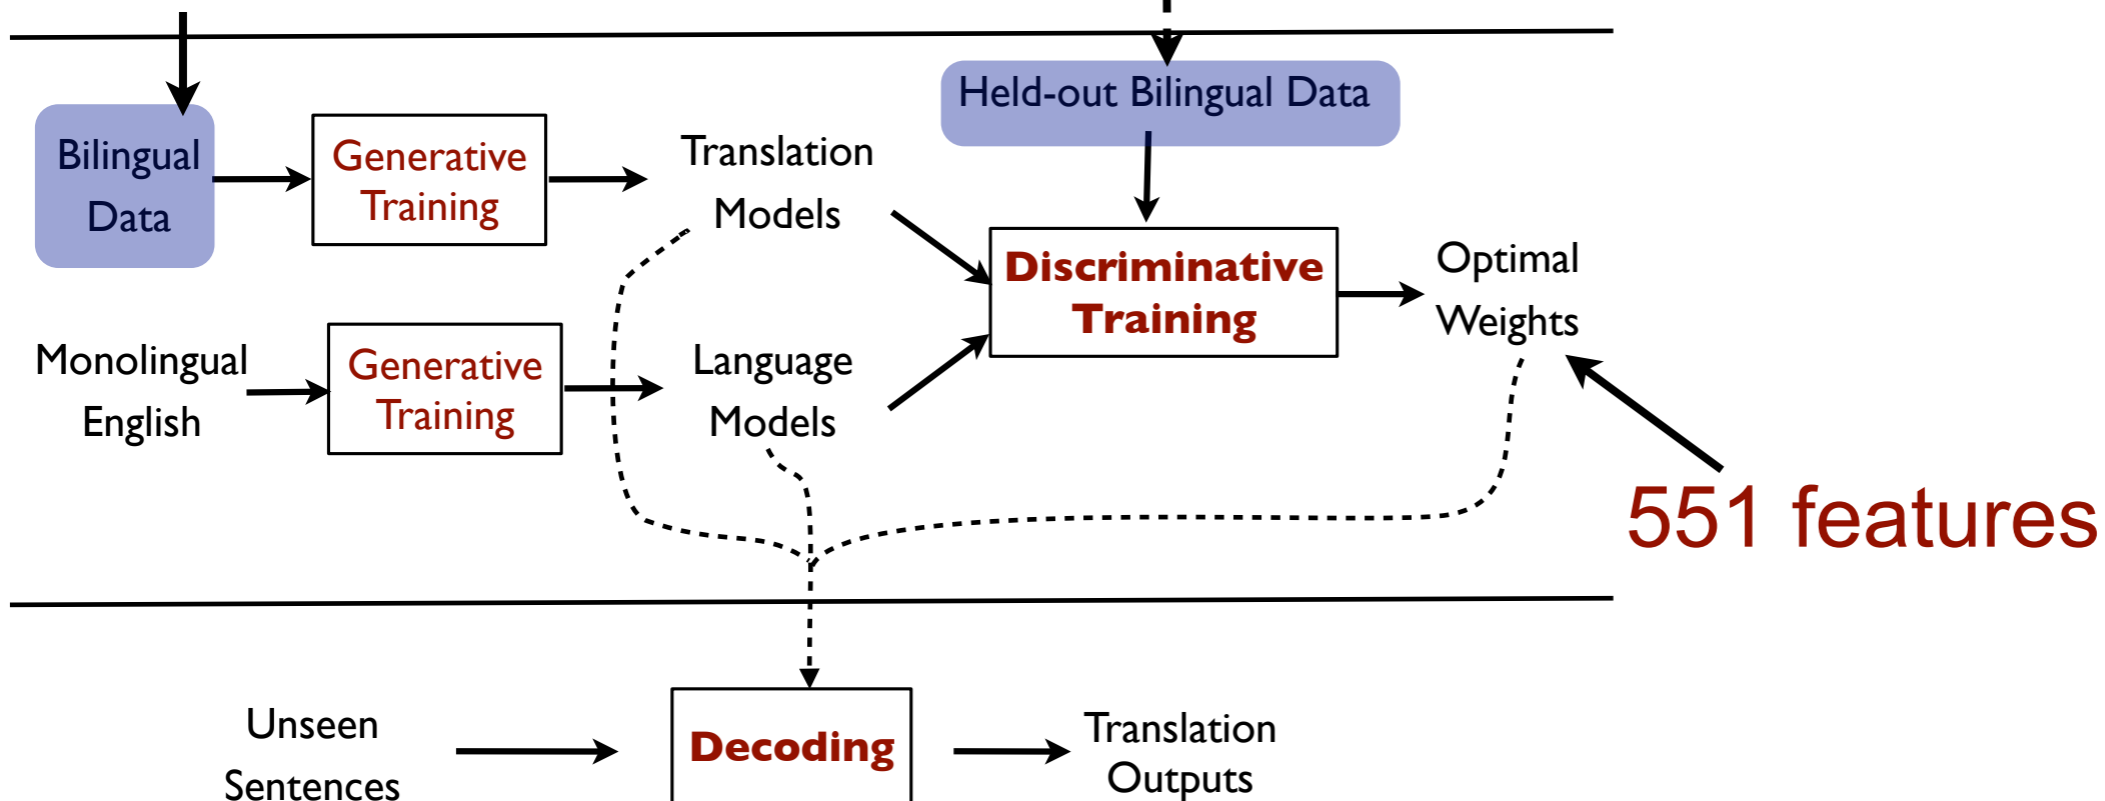 Held-out Bilingual Data
Bilingual
Data
Generative
Training
Translation
Models
Discriminative
Training
Optimal
Weights
Monolingual
English
Generative
Training
Language
Models
551 features
Unseen
Sentences
Decoding
Translation
Outputs